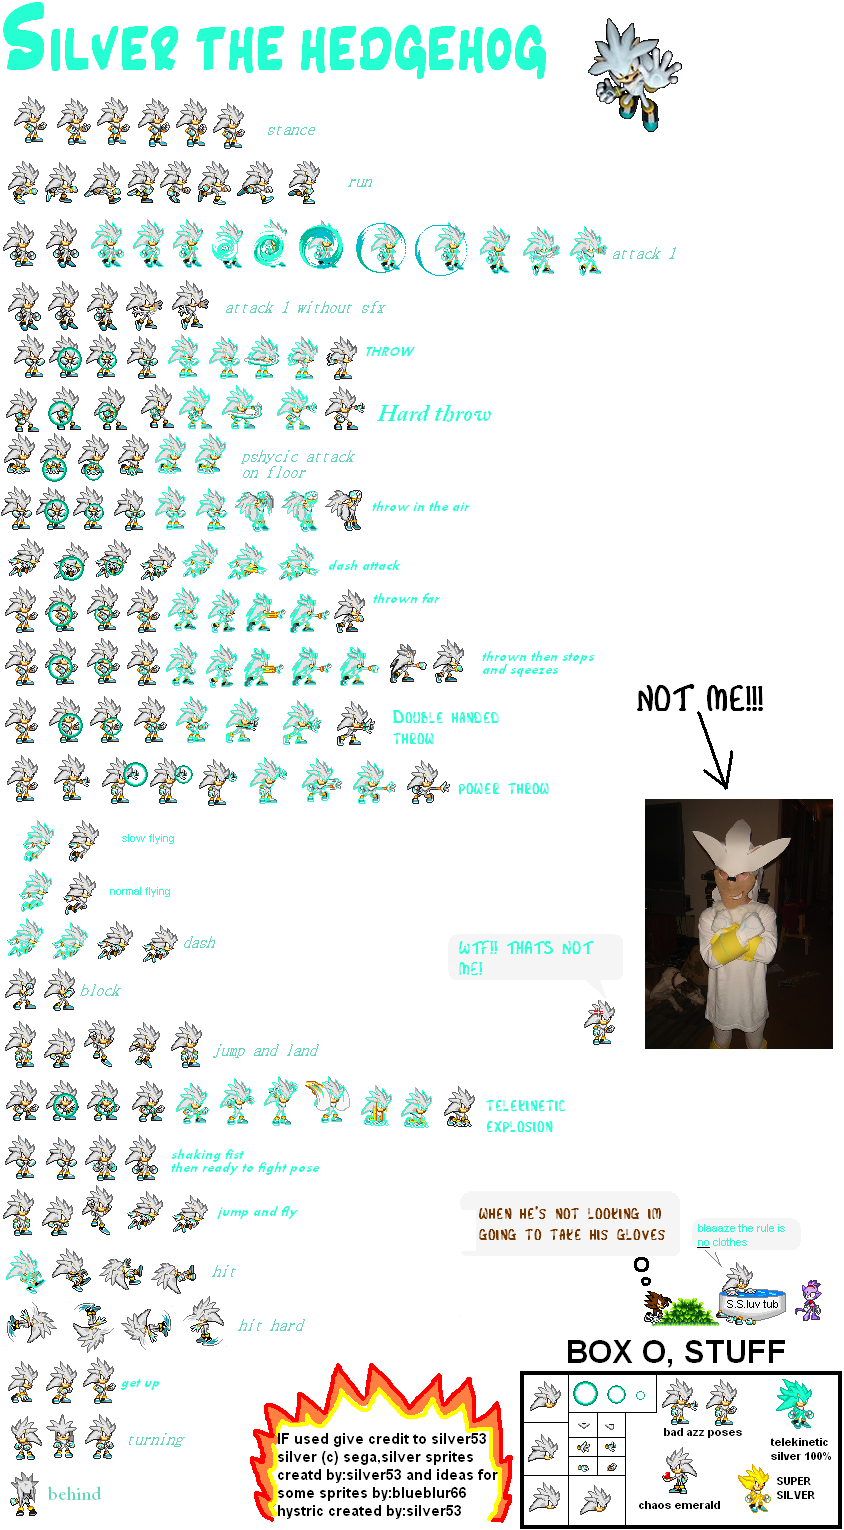 SILVER THE HEDGEHOG
stance
run
attack 1
attack 1 without sfx
THROW
Hard throw
pshycic attack
on floor
throw in the air
dash attack
thrown far
thrown then stops
and sqeezes
NOT ME!!!
DOUBLE HANDED
THROW
POWER THROW
slow flying
normal flying
dash
WTF!! THATS NOT
ME!
block
jump and land
TELEKINETIC
EXPLOSION
shaking fist
then ready to fight pose
jump and fly
WHEN HE'S NOT LOOKING IM
GOING TO TAKE HIS GLOVES
blaaaze the rule is
no clothes
S.S.luv tub
hit
hit hard
BOX O, STUFF
get up
turning
behind
IF used give credit to silver53
silver (c) sega,silver sprites
creatd by:silver53 and ideas for
some sprites by:blueblur66
hystric created by:silver53
bad azz poses
telekinetic
silver 100%
chaos emerald
SUPER
SILVER